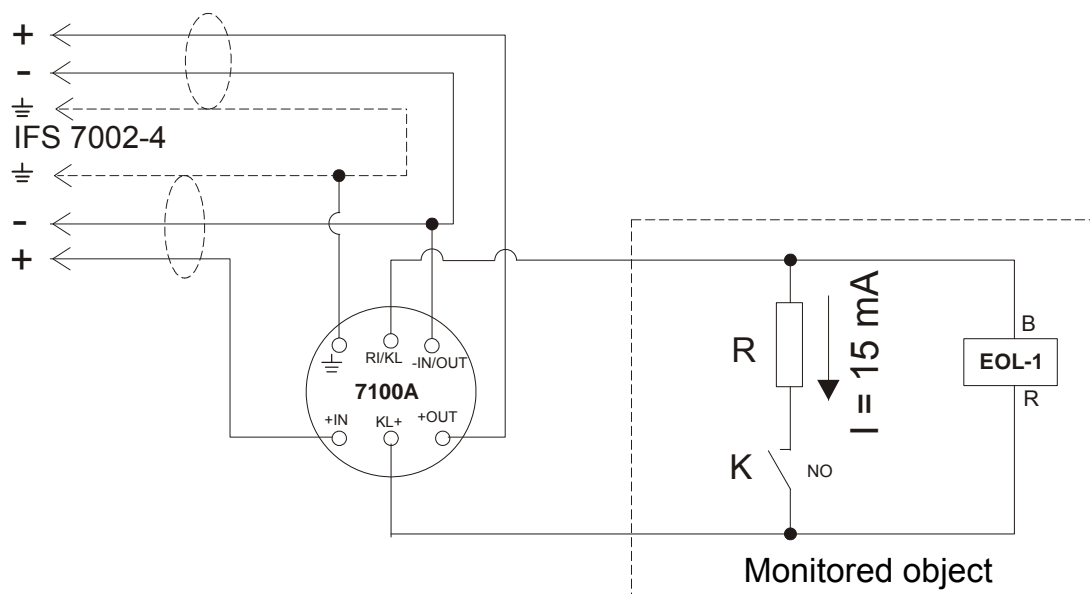 +
-
IFS 7002-4
-
+
RI/KL
-IN/OUT
7100A
+IN
KL+
+OUT
R
I = 15 mA
B
EOL-1
R
K
NO
Monitored object